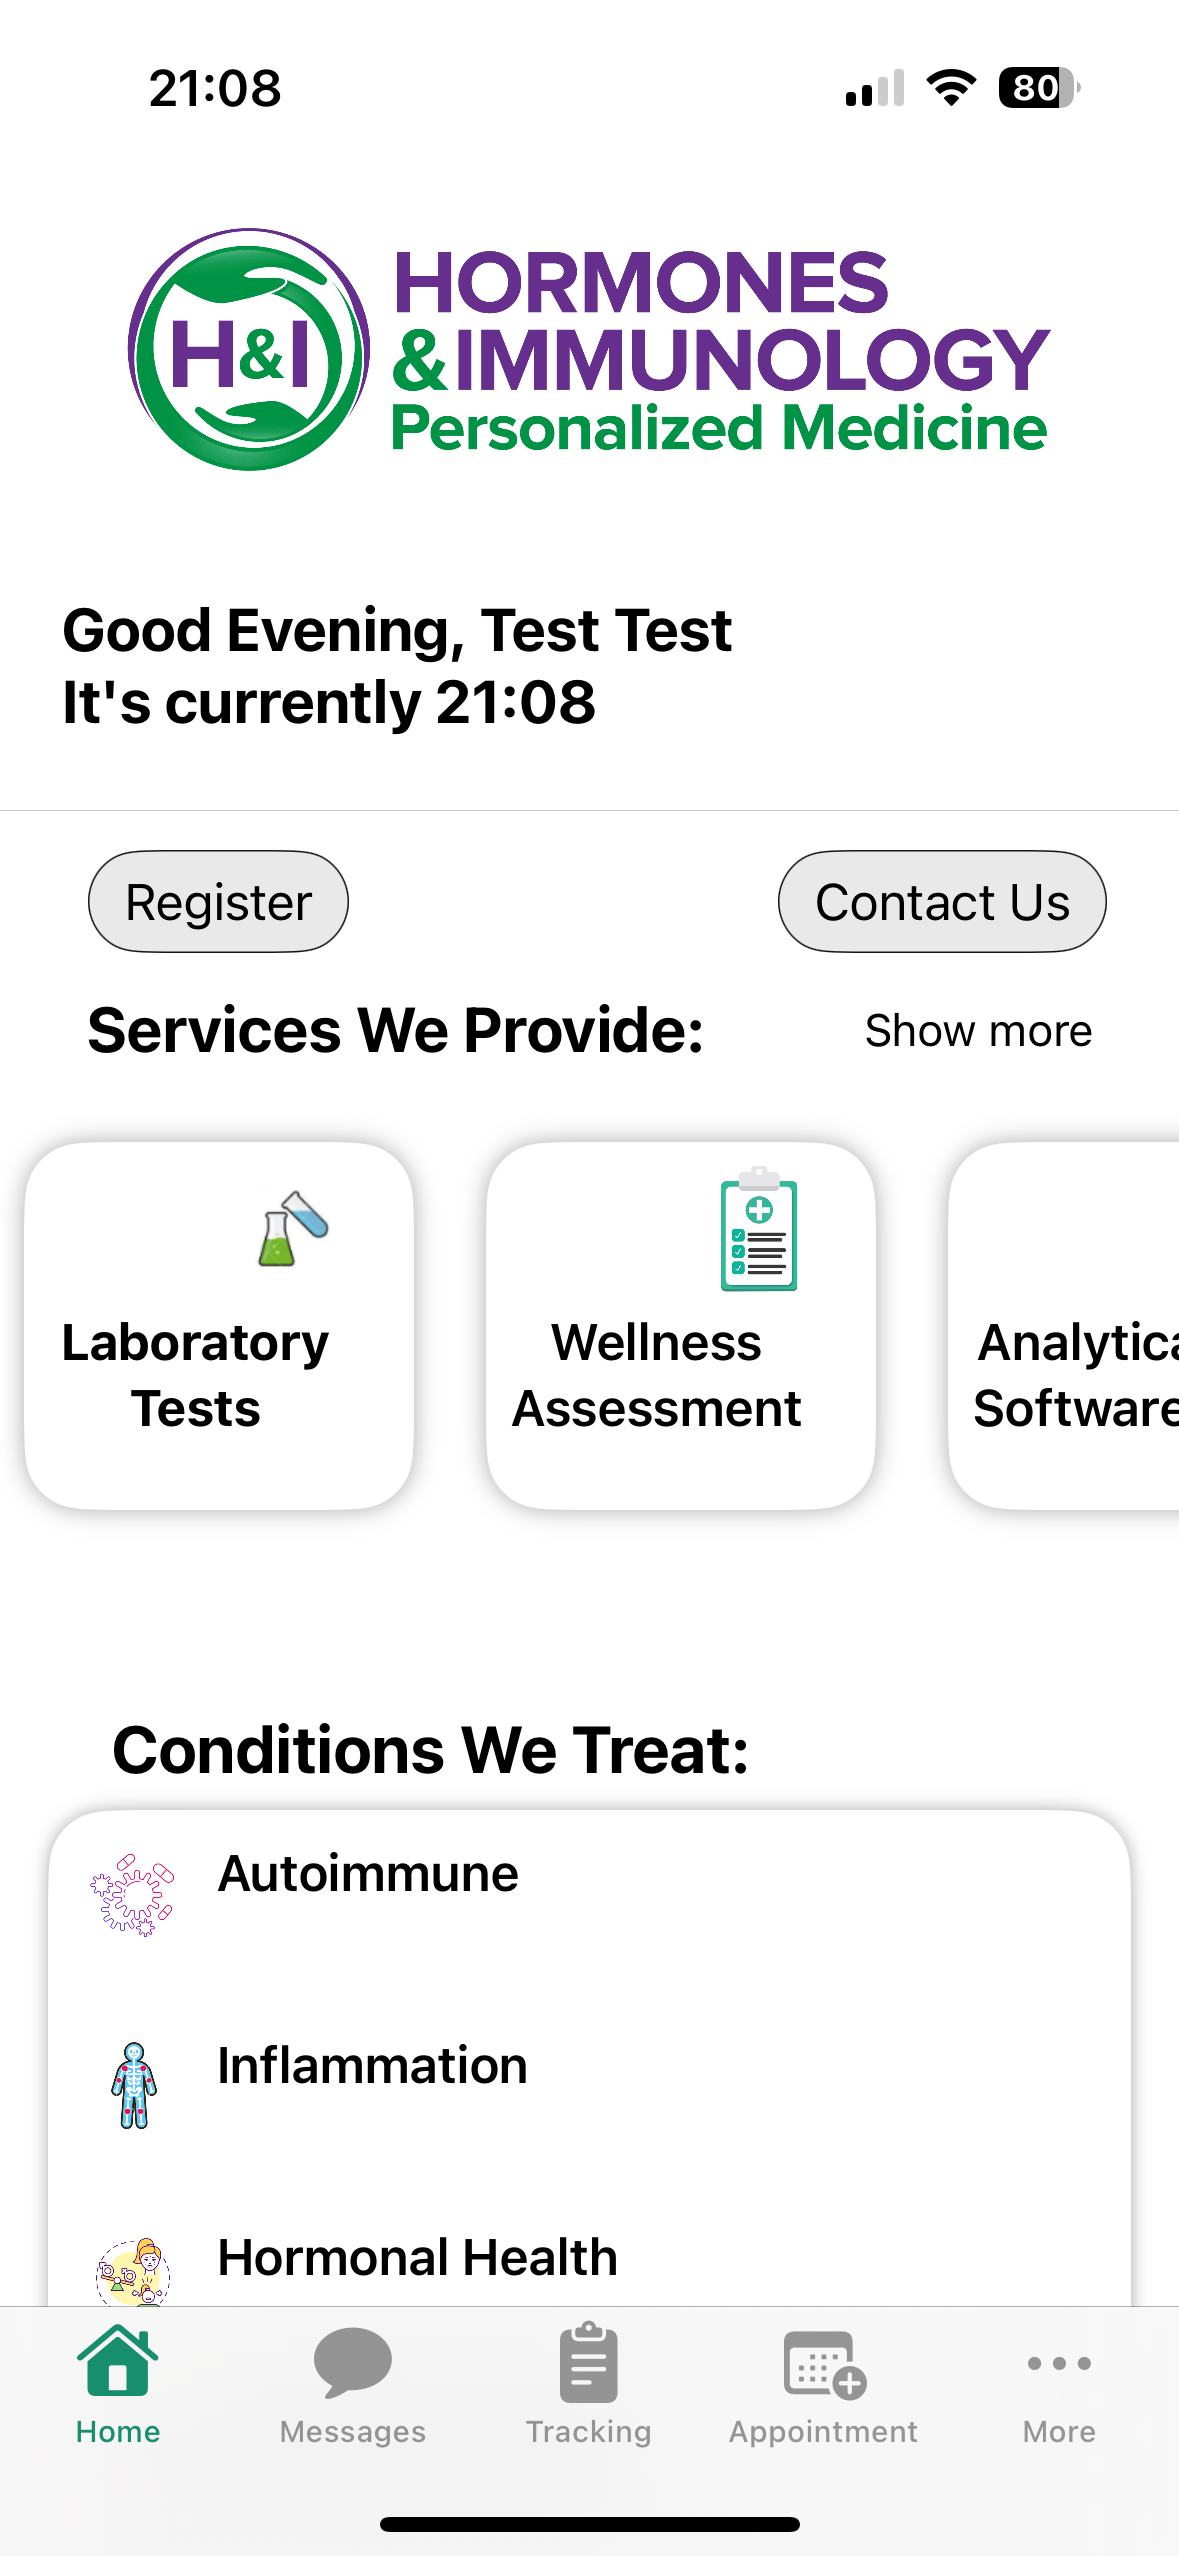 21:08
80
H&I
HORMONES
&IMMUNOLOGY
Personalized Medicine
Good Evening, Test Test
It's currently 21:08
Register
Contact Us
Services We Provide:
Show more
Laboratory
Tests
Wellness
Assessment
Analytica
Software
Conditions We Treat:
Autoimmune
Inflammation
Hormonal Health
Home
Messages
Tracking
Appointment
More